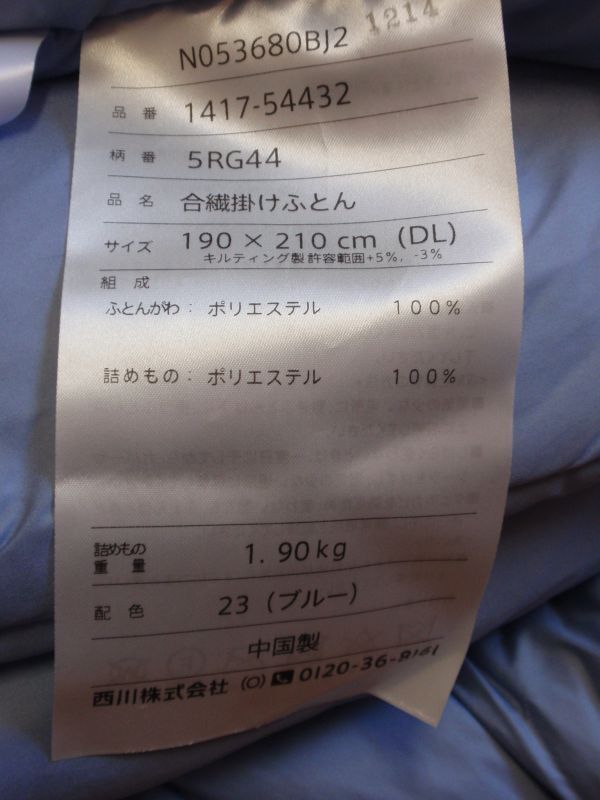 N053680BJ2 1214
品番 1417-54432
柄番 5RG44
品名 合繊掛けふとん
サイズ 190 × 210 cm (DL)
キルティング製 許容範囲+5%, -3%
組成
ふとんがわ: ポリエステル 100%
詰めもの: ポリエステル 100%
詰めもの重量 1.90kg
配色 23 (ブルー)
中国製
西川株式会社 (O) 0120-36-8161